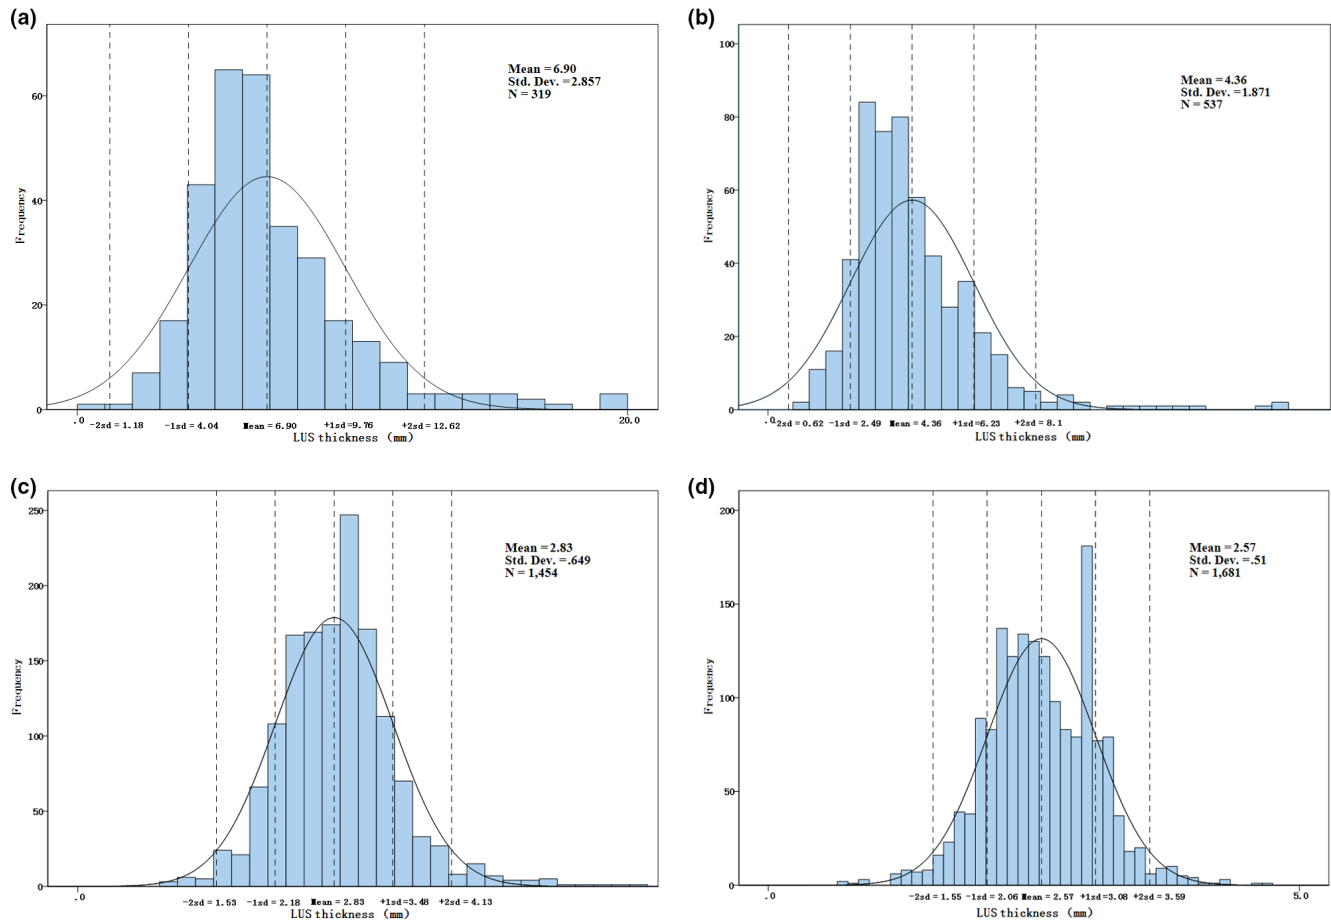 (a)
Mean = 6.90
Std. Dev. =2.857
N = 319
60
40
20
0
Frequency
.0
-2sd = 1.18
-1sd = 4.04
Mean = 6.90
+1sd=9.76
+2sd = 12.62
20.0
LUS thickness (mm)
(b)
Mean =4.36
Std. Dev. =1.871
N = 537
100
80
60
40
20
0
Frequency
.0
-2sd = 0.62
-1sd = 2.49
Mean = 4.36
+1sd=6.23
+2sd = 8.1
LUS thickness (mm)
(c)
Mean =2.83
Std. Dev. =.649
N = 1,454
250
200
150
100
50
0
Frequency
.0
-2sd = 1.53
-1sd = 2.18
Mean = 2.83
+1sd=3.48
+2sd = 4.13
LUS thickness (mm)
(d)
Mean =2.57
Std. Dev. =.51
N = 1,681
200
150
100
50
0
Frequency
.0
-2sd = 1.55
-1sd = 2.06
Mean = 2.57
+1sd=3.08
+2sd = 3.59
5.0
LUS thickness (mm)